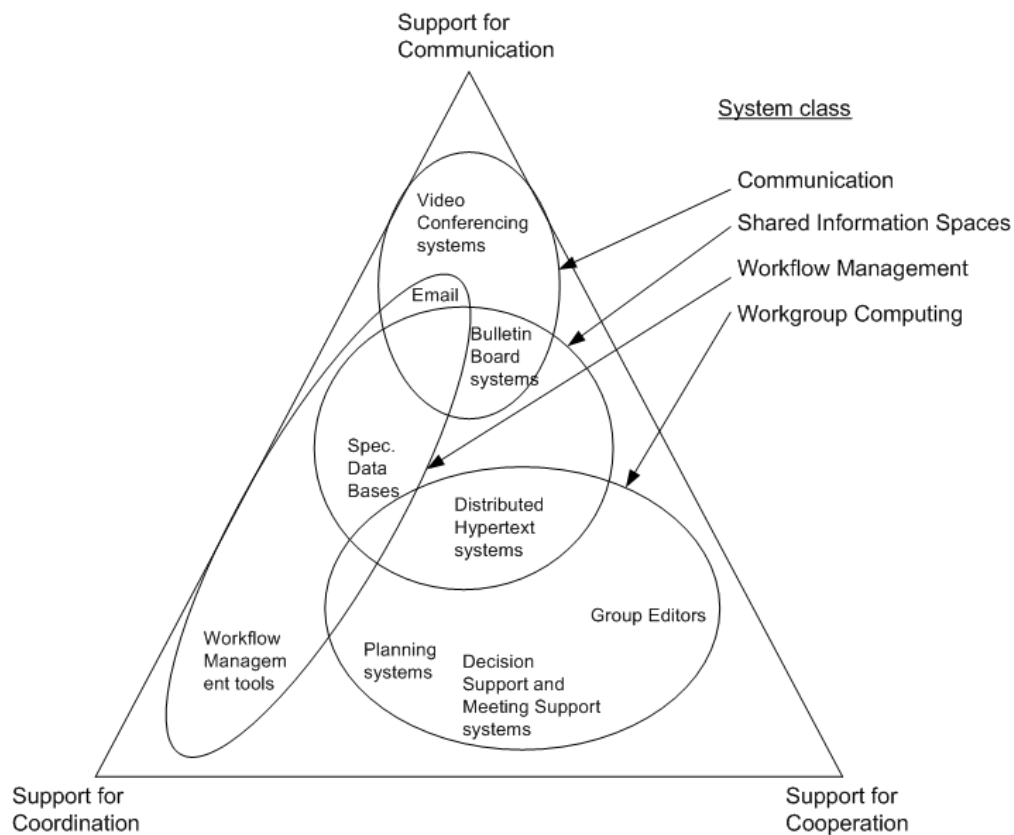 Support for
Communication
System class
Communication
Shared Information Spaces
Workflow Management
Workgroup Computing
Video
Conferencing
systems
Email
Bulletin
Board
systems
Spec.
Data
Bases
Distributed
Hypertext
systems
Group Editors
Workflow
Managem
ent tools
Planning
systems
Decision
Support and
Meeting Support
systems
Support for
Coordination
Support for
Cooperation